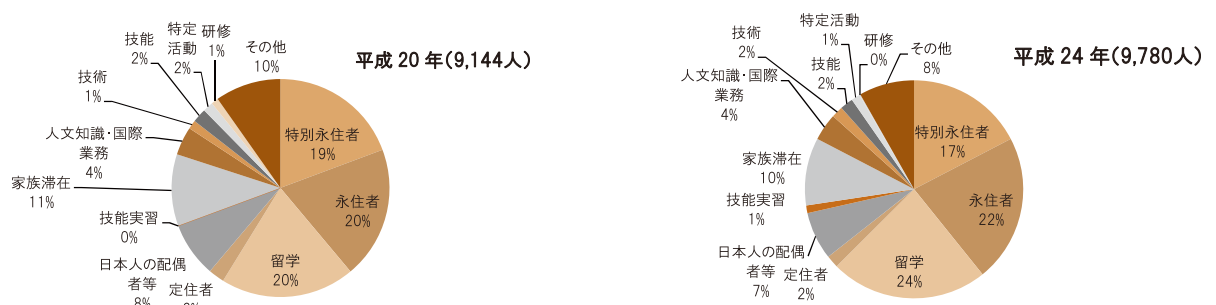 平成 20 年(9,144人)
特別永住者
19%
永住者
20%
留学
20%
定住者
日本人の配偶
者等
8%
技能実習
0%
家族滞在
11%
人文知識・国際
業務
4%
技術
1%
技能
2%
特定
活動
2%
研修
1%
その他
10%
平成 24 年(9,780人)
特別永住者
17%
永住者
22%
留学
24%
定住者
2%
日本人の配偶
者等
7%
技能実習
1%
家族滞在
10%
人文知識・国際
業務
4%
技術
2%
技能
2%
特定活動
1%
研修
0%
その他
8%